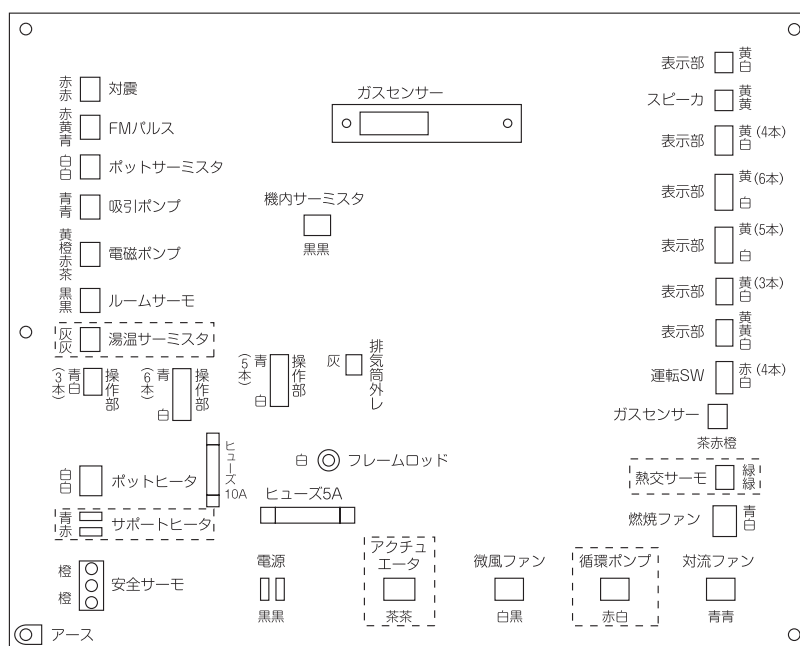 赤赤 対震
赤黄青 FMパルス
白白 ポットサーミスタ
青青 吸引ポンプ
黄橙赤茶 電磁ポンプ
黒黒 ルームサーモ
灰灰 湯温サーミスタ
(3本) 青白 操作部
(6本) 青 白 操作部
(5本) 青 白 操作部
灰 排気筒外レ
ガスセンサー
機内サーミスタ
黒黒
表示部 黄白
スピーカ 黄黄
表示部 黄(4本) 白
表示部 黄(6本) 白
表示部 黄(5本) 白
表示部 黄(3本) 白
表示部 黄黄白
運転SW 赤(4本) 白
ガスセンサー
茶赤橙
熱交サーモ 緑緑
燃焼ファン 青白
白白 ポットヒータ
ヒューズ10A
白 フレームロッド
ヒューズ5A
青赤 サポートヒータ
橙橙 安全サーモ
電源
黒黒
アクチュ
エータ
茶茶
微風ファン
白黒
循環ポンプ
赤白
対流ファン
青青
アース